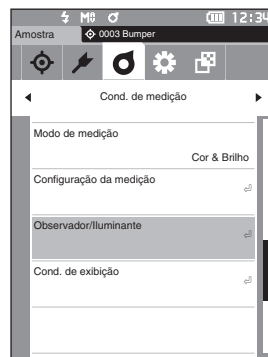 12:34
Amostra 0003 Bumper
Cond. de medição
Modo de medição
Cor & Brilho
Configuração da medição
Observador/Iluminante
Cond. de exibição